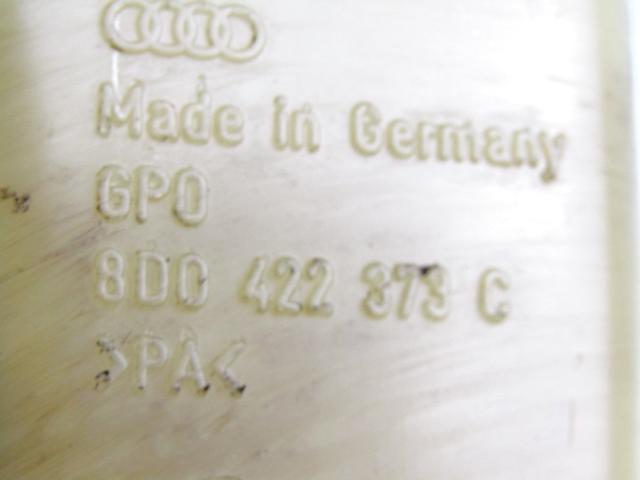 Made in Germany
GPO
8D0 422 373 C
>PA<